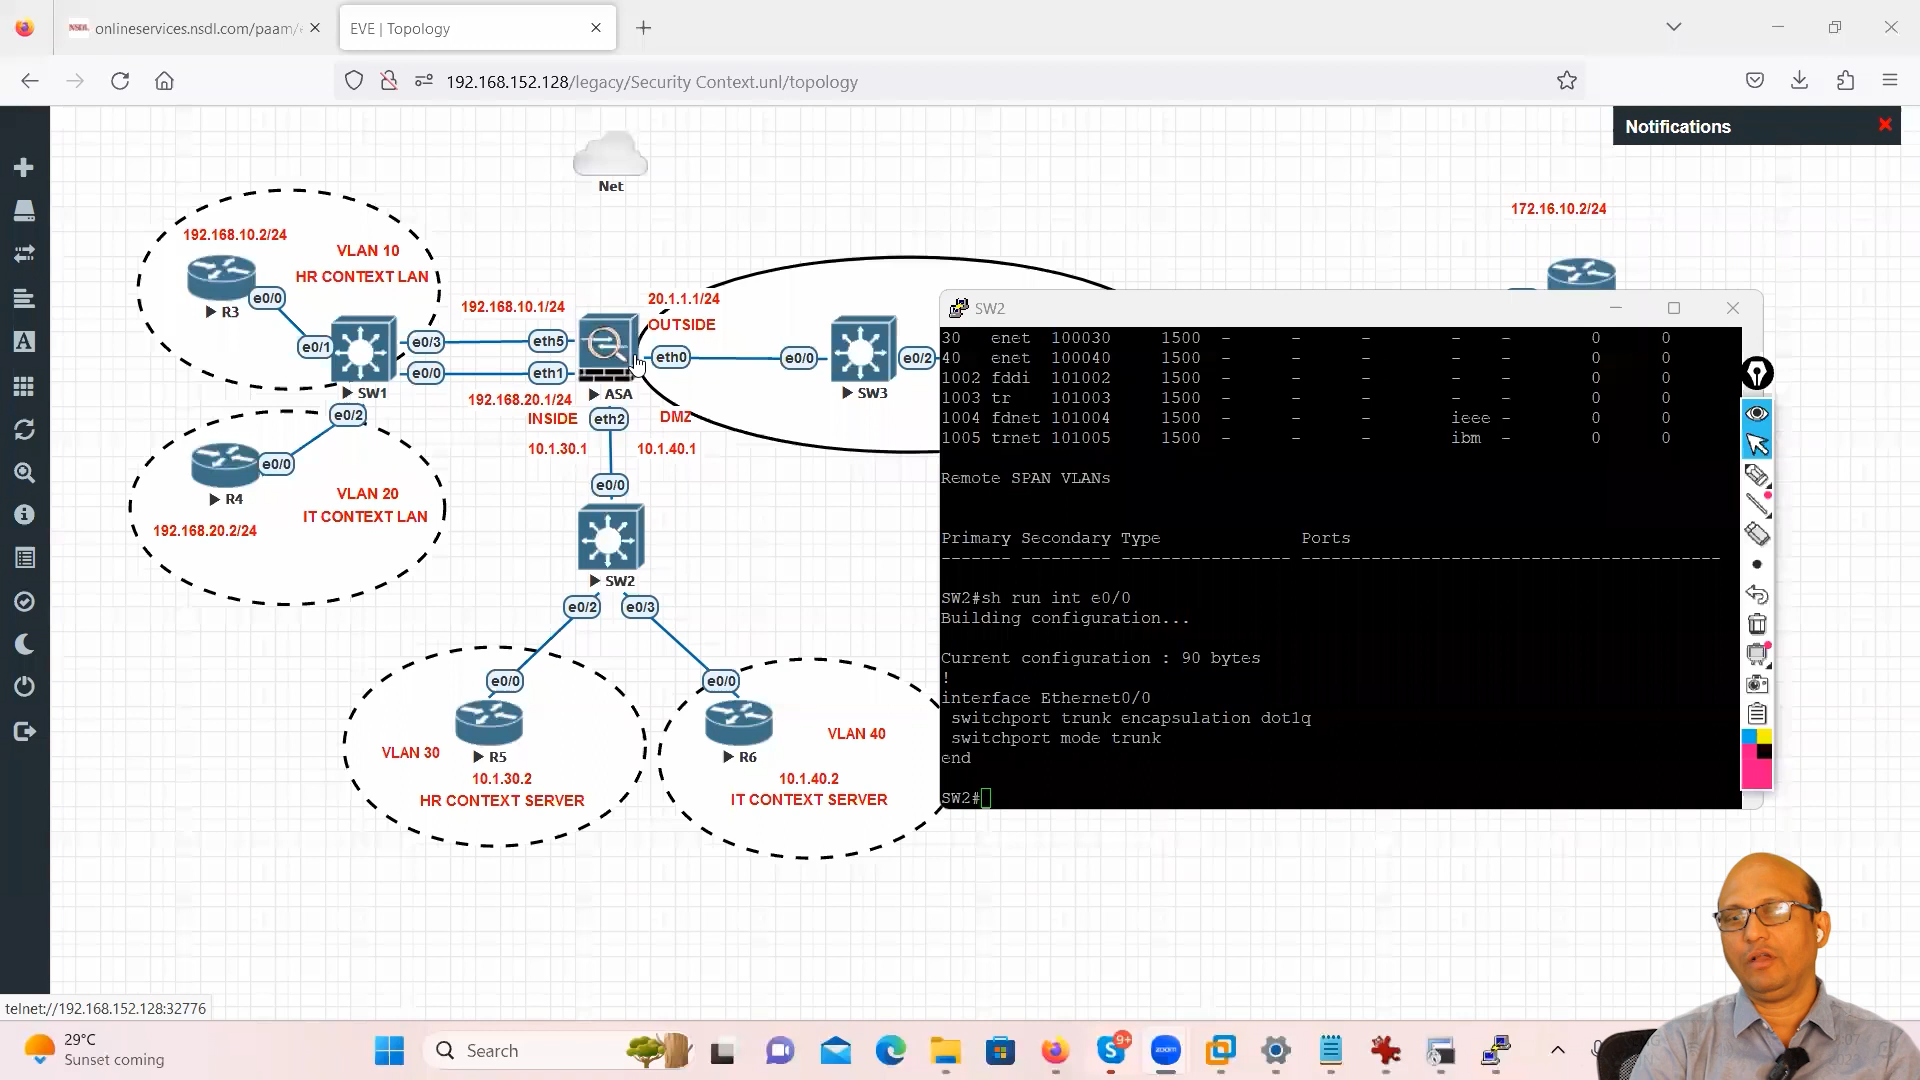 onlineservices.nsdl.com/paam/e
EVE | Topology
192.168.152.128/legacy/Security Context.unl/topology
Notifications
Net
172.16.10.2/24
192.168.10.2/24
VLAN 10
HR CONTEXT LAN
e0/0
R3
e0/1
SW1
e0/3
e0/0
e0/2
192.168.10.1/24
eth5
eth1
192.168.20.1/24
INSIDE
20.1.1.1/24
OUTSIDE
eth0
ASA
eth2
DMZ
10.1.30.1
10.1.40.1
e0/0
SW3
e0/2
e0/0
R4
VLAN 20
IT CONTEXT LAN
192.168.20.2/24
e0/0
SW2
e0/2
e0/3
e0/0
R5
VLAN 30
10.1.30.2
HR CONTEXT SERVER
e0/0
R6
VLAN 40
10.1.40.2
IT CONTEXT SERVER
SW2
30 enet 100030 1500 - - - - - 0 0
40 enet 100040 1500 - - - - - 0 0
1002 fddi 101002 1500 - - - - - 0 0
1003 tr 101003 1500 - - - - - 0 0
1004 fdnet 101004 1500 - - - ieee - 0 0
1005 trnet 101005 1500 - - - ibm - 0 0
Remote SPAN VLANs
Primary Secondary Type Ports
------- --------- ----------------- ------------------------------------------
SW2#sh run int e0/0
Building configuration...
Current configuration : 90 bytes
!
interface Ethernet0/0
switchport trunk encapsulation dot1q
switchport mode trunk
end
SW2#
telnet://192.168.152.128:32776
29°C
Sunset coming
Search
9+
zoom